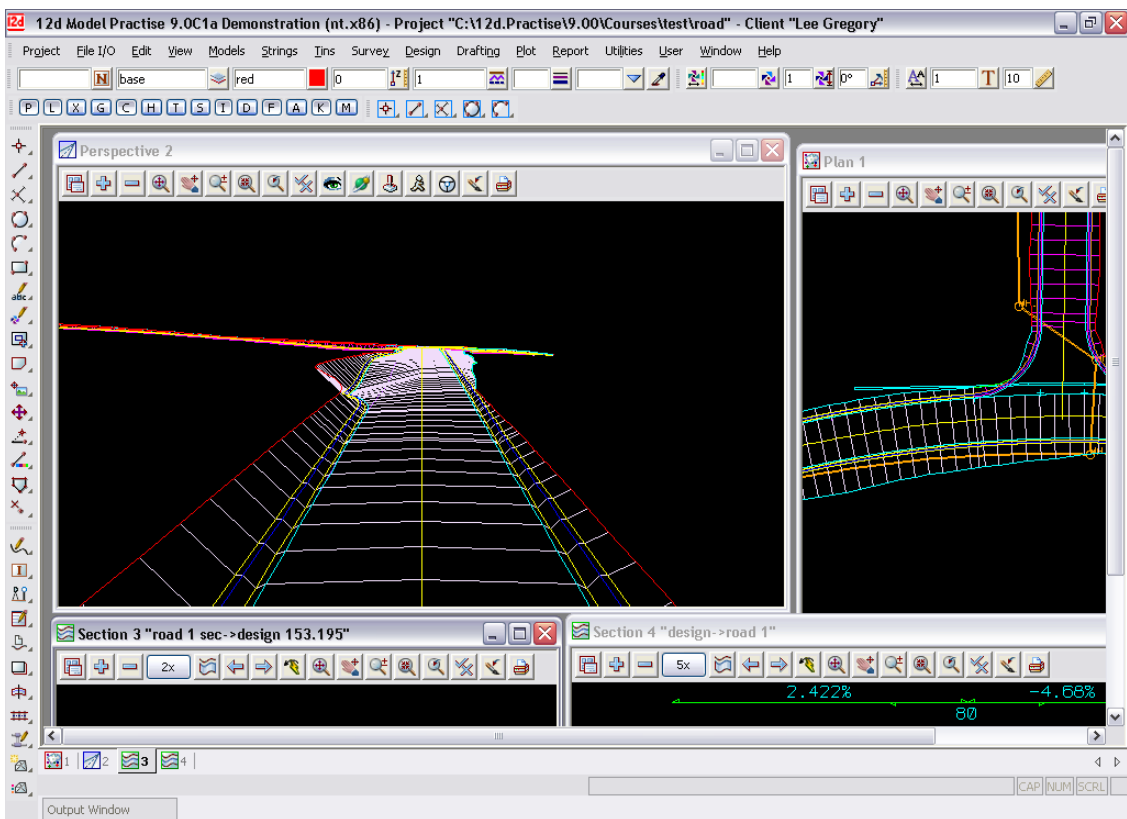 12d 12d Model Practise 9.0C1a Demonstration (nt.x86) - Project "C:\12d.Practise\9.00\Courses\test\road" - Client "Lee Gregory"
Project File I/O Edit View Models Strings Tins Survey Design Drafting Plot Report Utilities User Window Help
N base red 0 1 1 0° 1 T 10
P L X G C H T S I D F A K M
Perspective 2
Plan 1
abc
Section 3 "road 1 sec->design 153.195"
Section 4 "design->road 1"
2x
5x
2.422% -4.68%
80
1 2 3 4
CAP NUM SCRL
Output Window